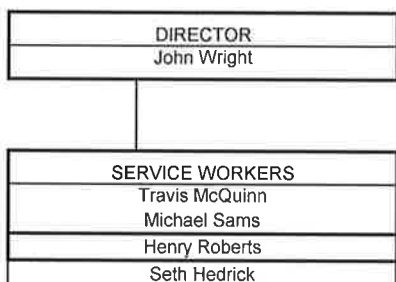 DIRECTOR
John Wright
SERVICE WORKERS
Travis McQuinn
Michael Sams
Henry Roberts
Seth Hedrick